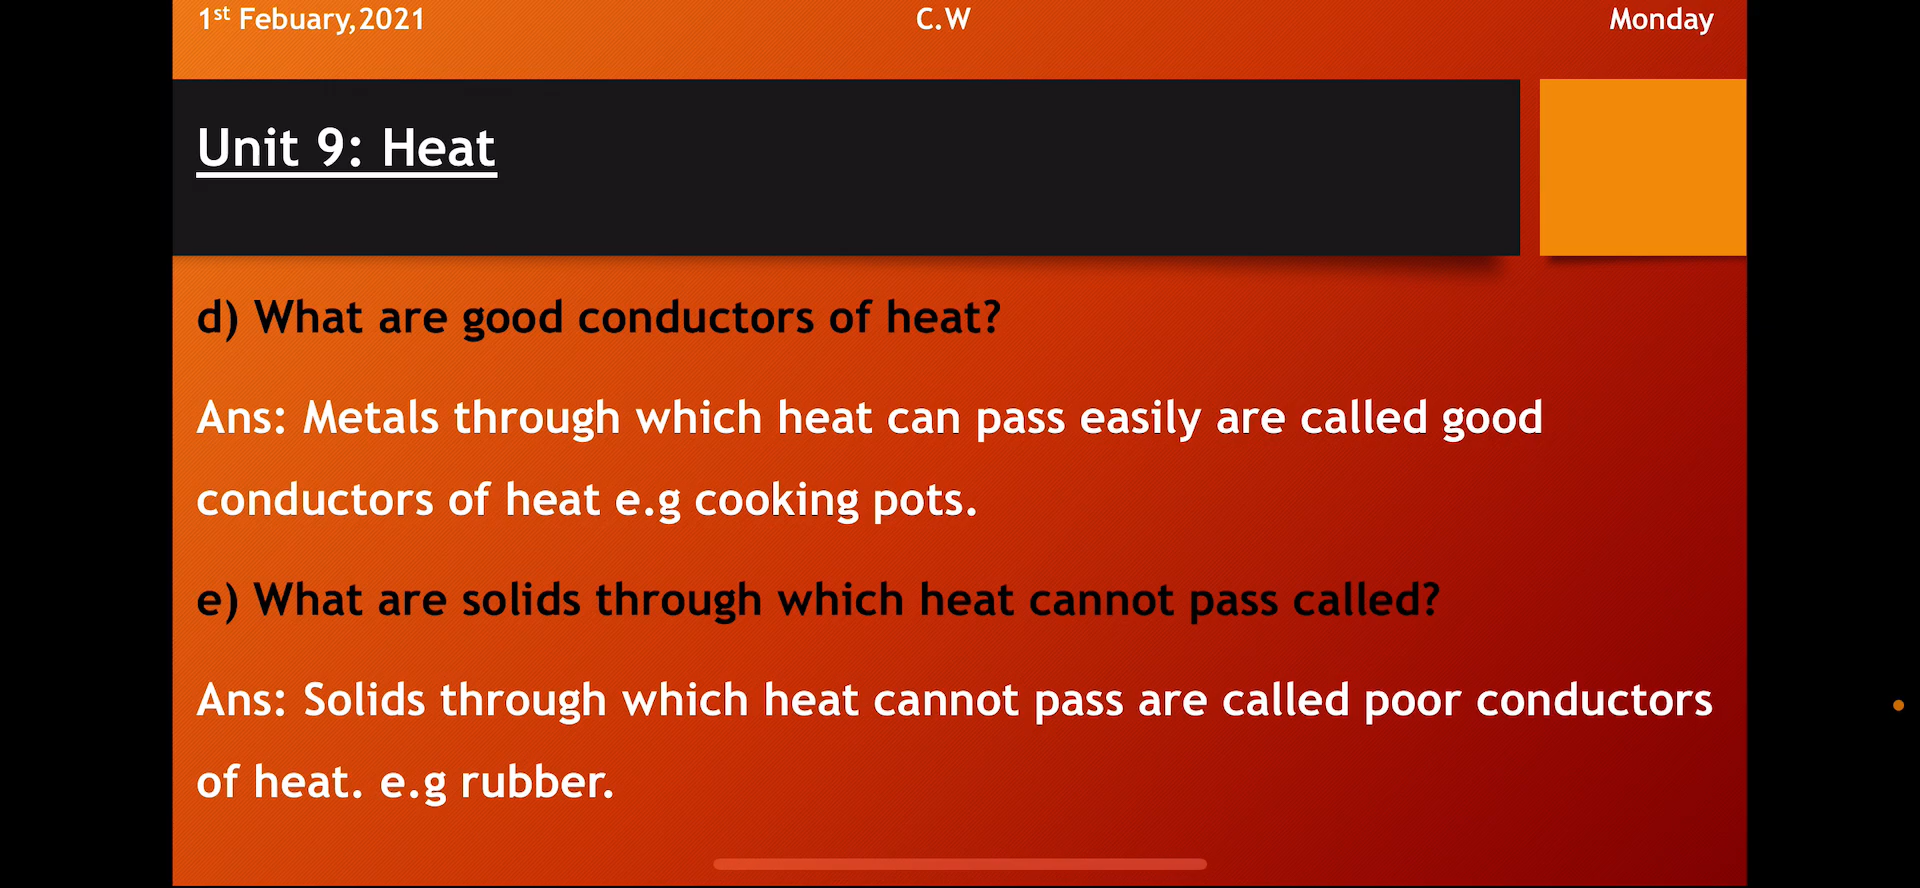 1st Febuary,2021 C.W Monday
Unit 9: Heat
d) What are good conductors of heat?
Ans: Metals through which heat can pass easily are called good
conductors of heat e.g cooking pots.
e) What are solids through which heat cannot pass called?
Ans: Solids through which heat cannot pass are called poor conductors
of heat. e.g rubber.